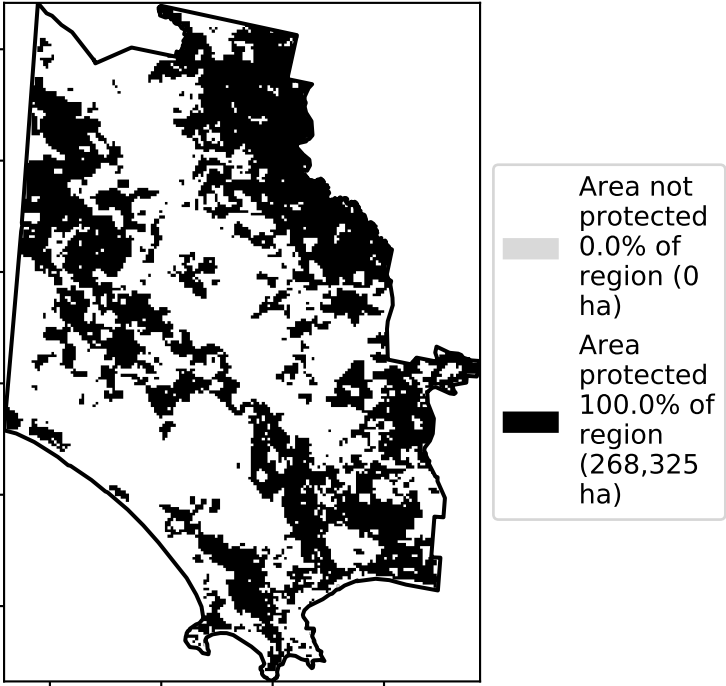 Area not
protected
0.0% of
region (0
ha)
Area
protected
100.0% of
region
(268,325
ha)